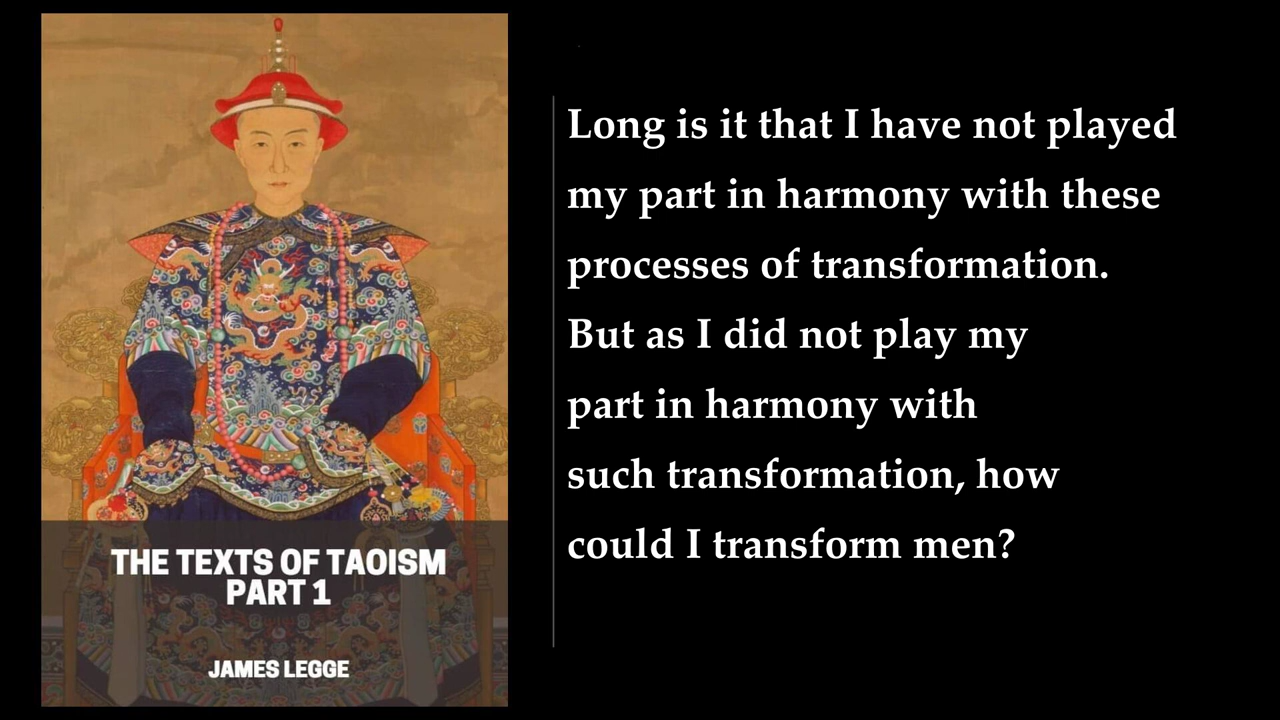 THE TEXTS OF TAOISM
PART 1
JAMES LEGGE
Long is it that I have not played
my part in harmony with these
processes of transformation.
But as I did not play my
part in harmony with
such transformation, how
could I transform men?